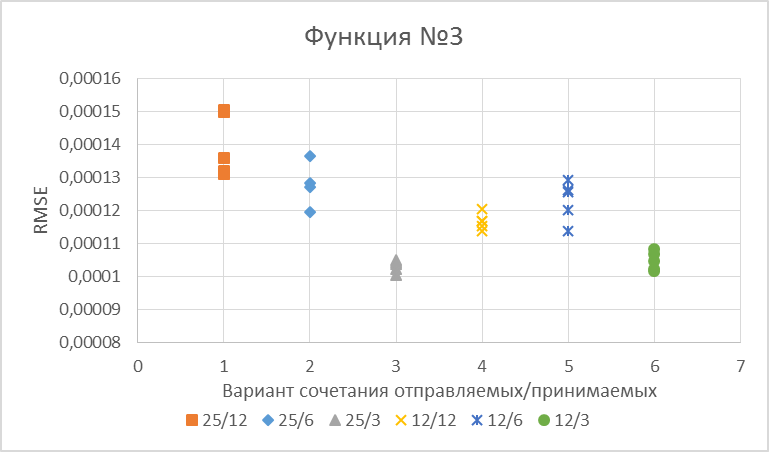 Функция №3
0,00016
0,00015
0,00014
0,00013
0,00012
0,00011
0,0001
0,00009
0,00008
RMSE
0 1 2 3 4 5 6 7
Вариант сочетания отправляемых/принимаемых
25/12 25/6 25/3 12/12 12/6 12/3